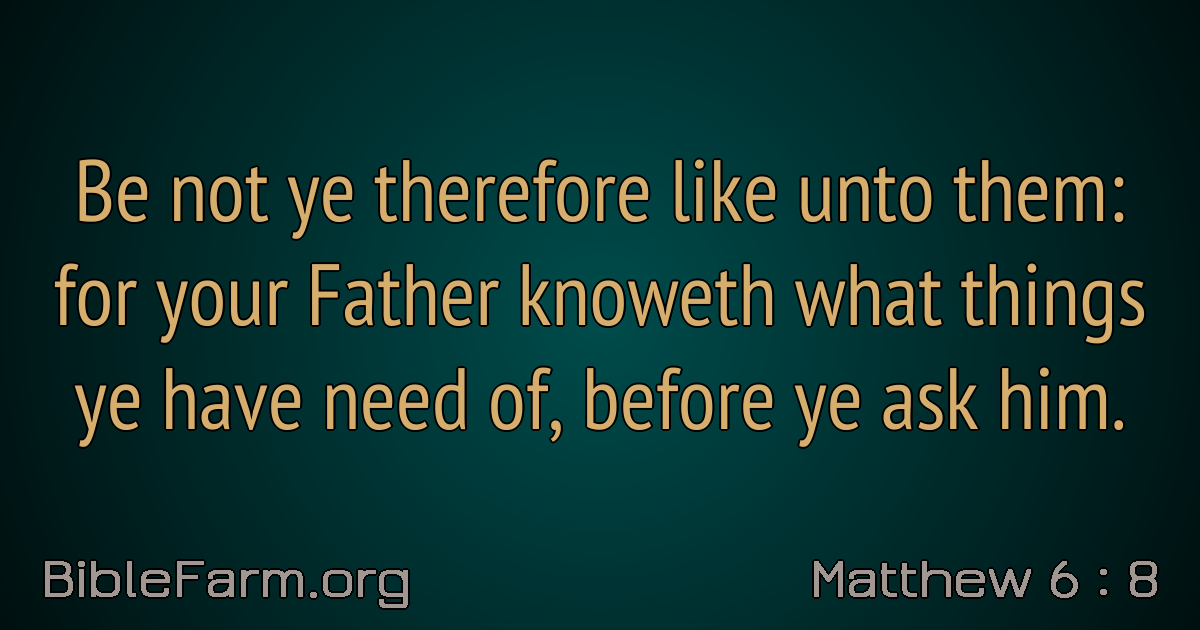 Be not ye therefore like unto them:
for your Father knoweth what things
ye have need of, before ye ask him.
BibleFarm.org
Matthew 6 : 8